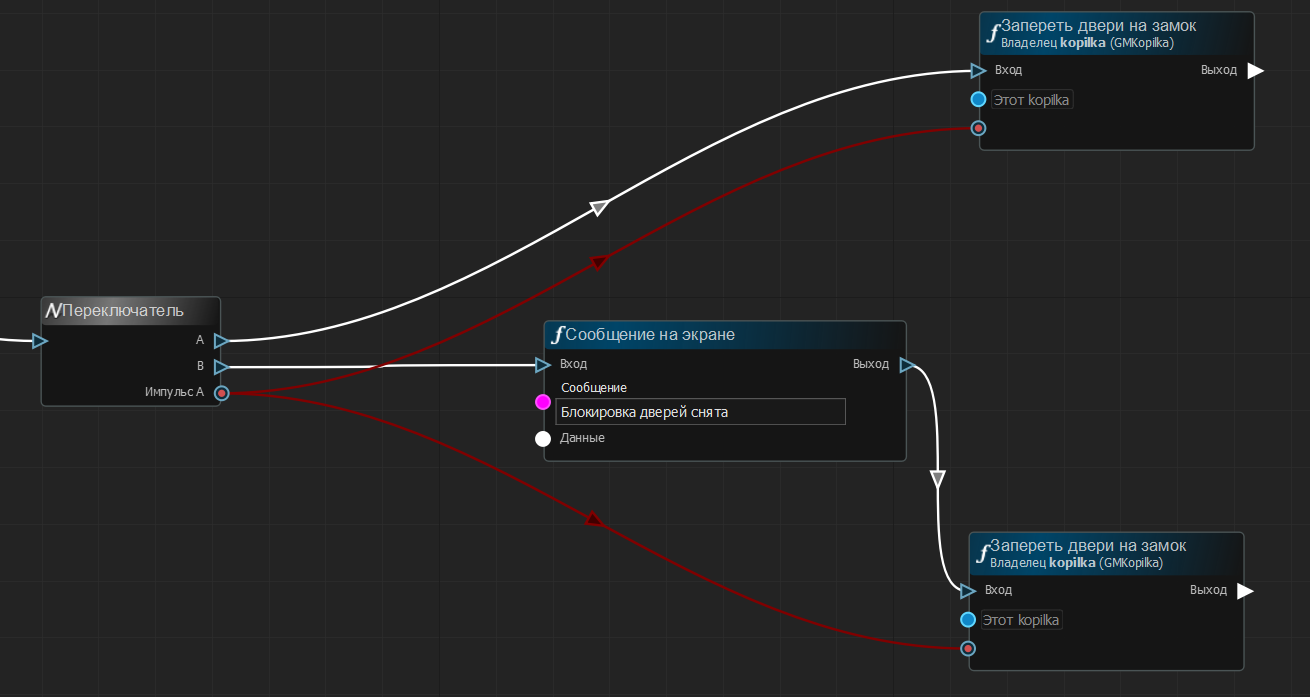 Запереть двери на замок
Владелец kopilka (GMKopilka)
Вход
Выход
Этот kopilka
Переключатель
A
B
Импульс A
Сообщение на экране
Вход
Выход
Сообщение
Блокировка дверей снята
Данные
Запереть двери на замок
Владелец kopilka (GMKopilka)
Вход
Выход
Этот kopilka